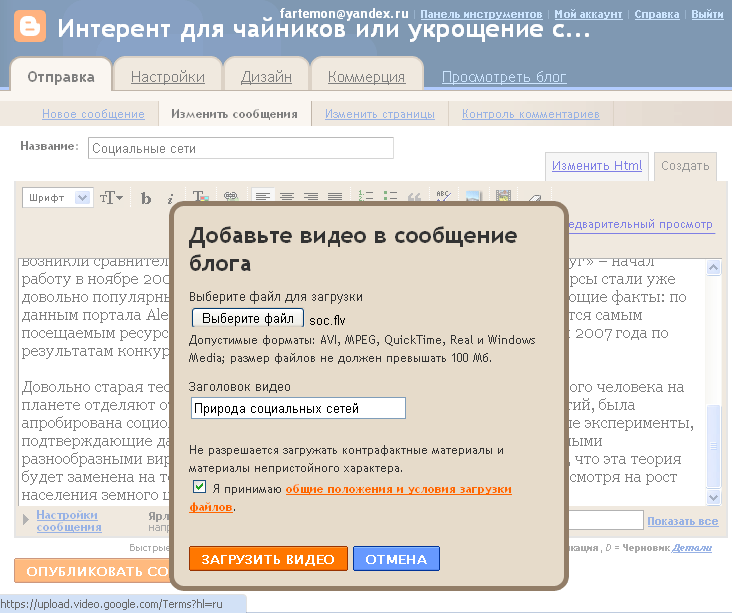 fartemon@yandex.ru | Панель инструментов | Мой аккаунт | Справка | Выйти
Интерент для чайников или укрощение с...
Отправка Настройки Дизайн Коммерция Просмотреть блог
Новое сообщение Изменить сообщения Изменить страницы Контроль комментариев
Название: Социальные сети
Изменить Html Создать
Шрифт
едварительный просмотр
Добавьте видео в сообщение
блога
Выберите файл для загрузки
Выберите файл soc.flv
Допустимые форматы: AVI, MPEG, QuickTime, Real и Windows
Media; размер файлов не должен превышать 100 Мб.
Заголовок видео
Природа социальных сетей
Не разрешается загружать контрафактные материалы и
материалы непристойного характера.
Я принимаю общие положения и условия загрузки
файлов.
ЗАГРУЗИТЬ ВИДЕО ОТМЕНА
возникли сравнител уг» – начал
работу в ноябре 200 рсы стали уже
довольно популярны ющие факты: по
данным портала Ale тся самым
посещаемым ресурс 2007 года по
результатам конкур
Довольно старая тео ого человека на
планете отделяют от тий, была
апробирована социо ые эксперименты,
подтверждающие да ными
разнообразными вир , что эта теория
будет заменена на т смотря на рост
населения земного ц
Настройки
сообщения
Ярл
напр
Показать все
Быстрые кация, D = Черновик Детали
ОПУБЛИКОВАТЬ СО
https://upload.video.google.com/Terms?hl=ru